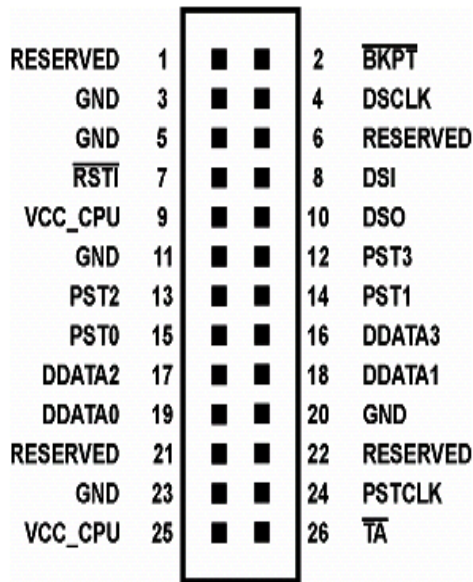 RESERVED 1 2 BKPT
GND 3 4 DSCLK
GND 5 6 RESERVED
RSTI 7 8 DSI
VCC_CPU 9 10 DSO
GND 11 12 PST3
PST2 13 14 PST1
PST0 15 16 DDATA3
DDATA2 17 18 DDATA1
DDATA0 19 20 GND
RESERVED 21 22 RESERVED
GND 23 24 PSTCLK
VCC_CPU 25 26 TA